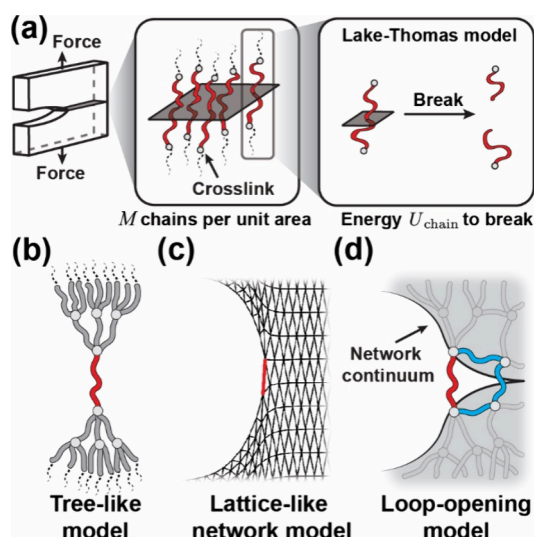 (a)
Force
Force
Crosslink
M chains per unit area
Lake-Thomas model
Break
Energy U_chain to break
(b)
Tree-like
model
(c)
Lattice-like
network model
(d)
Network
continuum
Loop-opening
model